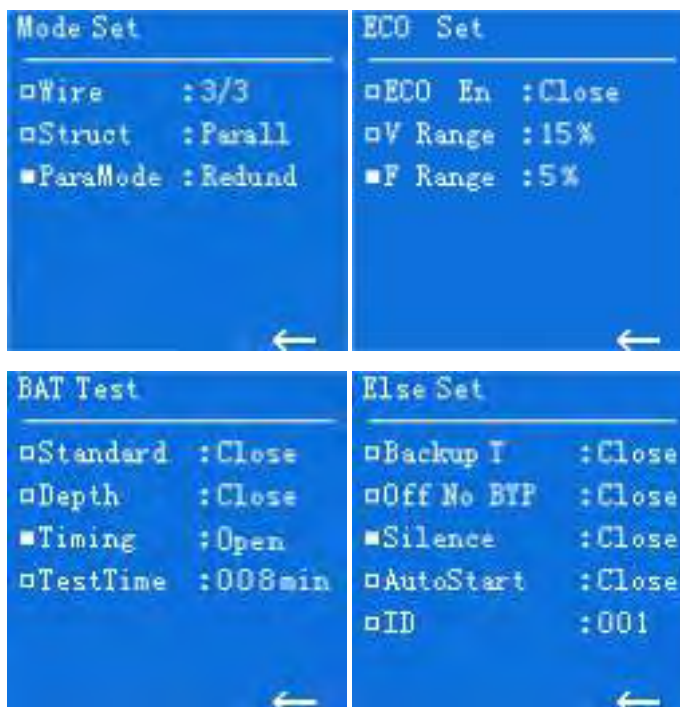 Mode Set
□Wire :3/3
□Struct :Parall
■ParaMode :Redund
←
ECO Set
□ECO En :Close
□V Range :15%
■F Range :5%
←
BAT Test
□Standard :Close
□Depth :Close
■Timing :Open
□TestTime :008min
←
Else Set
□Backup T :Close
□Off No BYP :Close
■Silence :Close
□AutoStart :Close
□ID :001
←